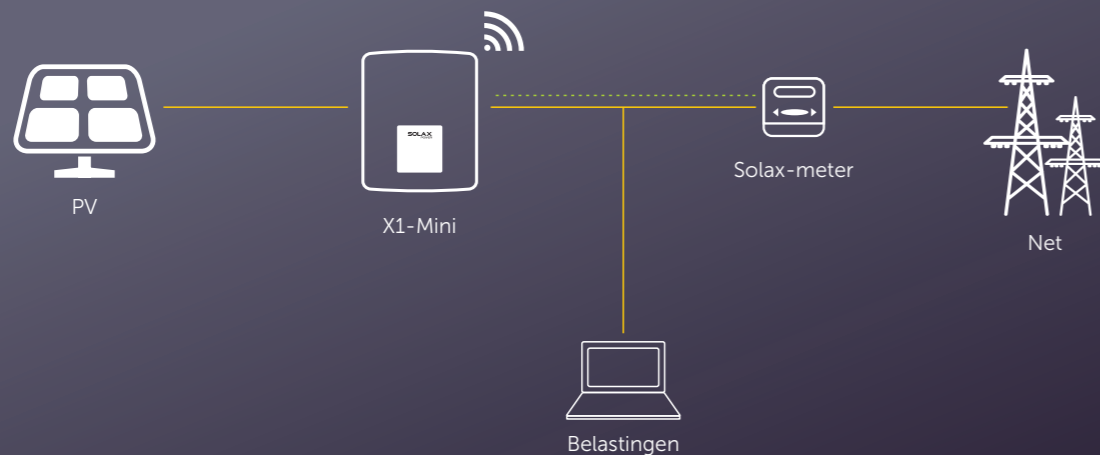 SOLAX
PV
X1-Mini
Solax-meter
Net
Belastingen